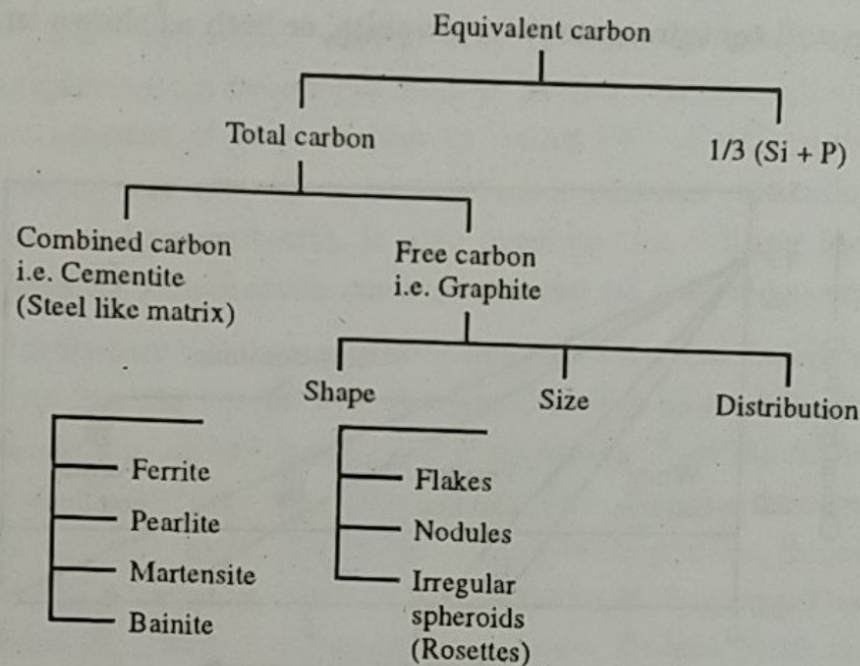 Equivalent carbon
Total carbon
1/3 (Si + P)
Combined carbon
i.e. Cementite
(Steel like matrix)
Free carbon
i.e. Graphite
Shape
Size
Distribution
Ferrite
Pearlite
Martensite
Bainite
Flakes
Nodules
Irregular
spheroids
(Rosettes)